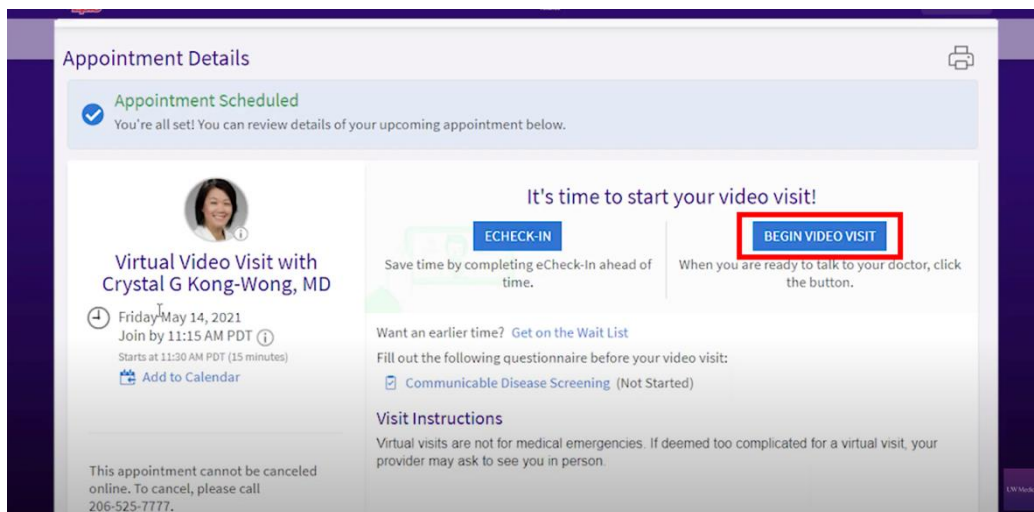 Appointment Details
Appointment Scheduled
You're all set! You can review details of your upcoming appointment below.
Virtual Video Visit with
Crystal G Kong-Wong, MD
Friday May 14, 2021
Join by 11:15 AM PDT
Starts at 11:30 AM PDT (15 minutes)
Add to Calendar
This appointment cannot be canceled
online. To cancel, please call
206-525-7777.
It's time to start your video visit!
ECHECK-IN
Save time by completing eCheck-In ahead of
time.
BEGIN VIDEO VISIT
When you are ready to talk to your doctor, click
the button.
Want an earlier time? Get on the Wait List
Fill out the following questionnaire before your video visit:
Communicable Disease Screening (Not Started)
Visit Instructions
Virtual visits are not for medical emergencies. If deemed too complicated for a virtual visit, your
provider may ask to see you in person.